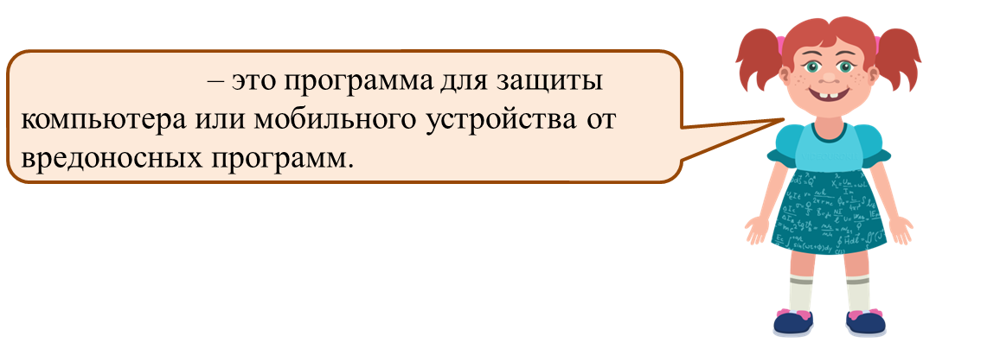 – это программа для защиты
компьютера или мобильного устройства от
вредоносных программ.